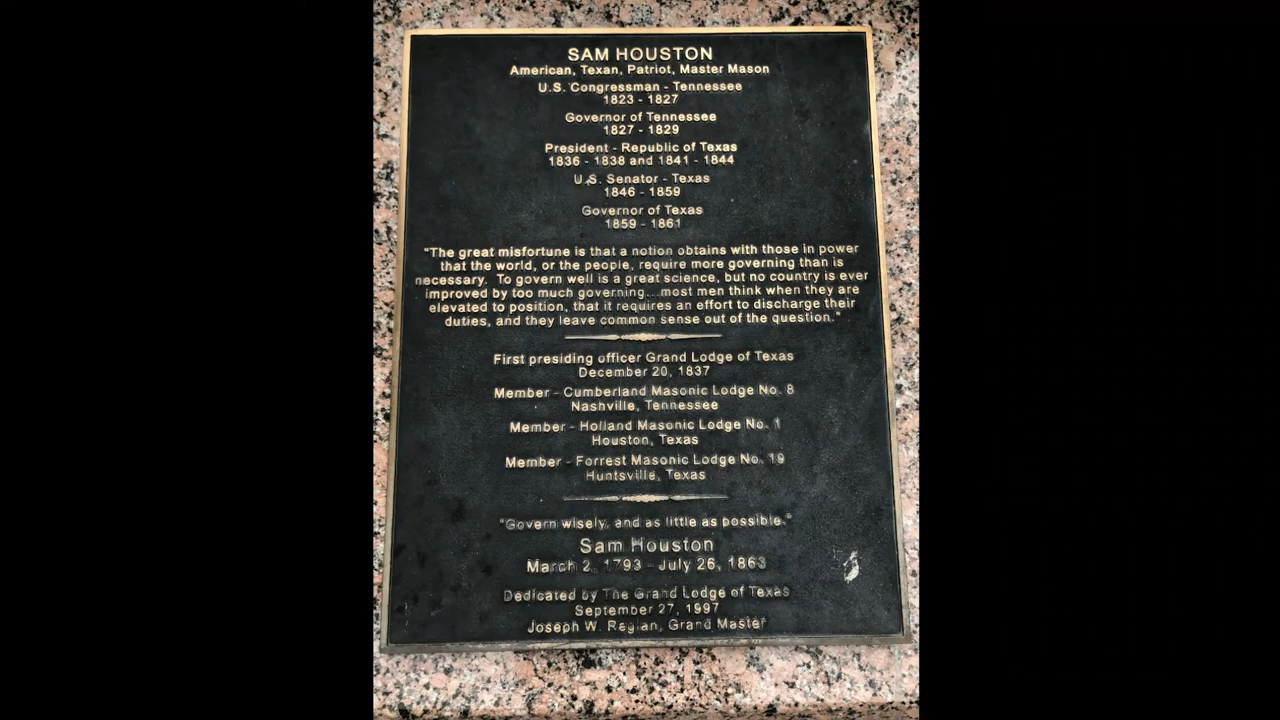 SAM HOUSTON
American, Texan, Patriot, Master Mason
U.S. Congressman - Tennessee
1823 - 1827
Governor of Tennessee
1827 - 1829
President - Republic of Texas
1836 - 1838 and 1841 - 1844
U.S. Senator - Texas
1846 - 1859
Governor of Texas
1859 - 1861
"The great misfortune is that a notion obtains with those in power
that the world, or the people, require more governing than is
necessary. To govern well is a great science, but no country is ever
improved by too much governing...most men think when they are
elevated to position, that it requires an effort to discharge their
duties, and they leave common sense out of the question."
First presiding officer Grand Lodge of Texas
December 20, 1837
Member - Cumberland Masonic Lodge No. 8
Nashville, Tennessee
Member - Holland Masonic Lodge No. 1
Houston, Texas
Member - Forrest Masonic Lodge No. 19
Huntsville, Texas
"Govern wisely, and as little as possible."
Sam Houston
March 2, 1793 - July 26, 1863
Dedicated by The Grand Lodge of Texas
September 27, 1997
Joseph W. Reglan, Grand Master